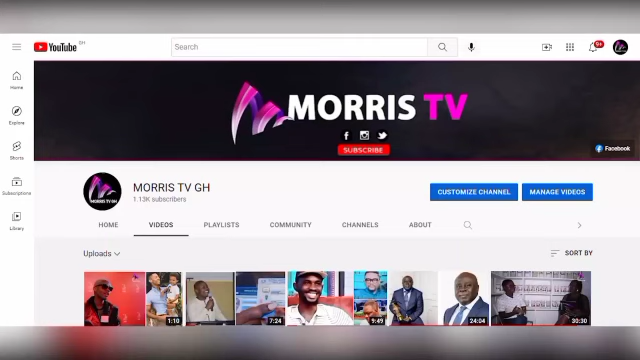 YouTube GH
Search
9+
MORRIS TV
SUBSCRIBE
Facebook
Home
Explore
Shorts
Subscriptions
Library
MORRIS TV GH
MORRIS TV GH
1.13K subscribers
CUSTOMIZE CHANNEL
MANAGE VIDEOS
HOME
VIDEOS
PLAYLISTS
COMMUNITY
CHANNELS
ABOUT
Uploads
SORT BY
1:10
7:24
9:49
24:04
30:30